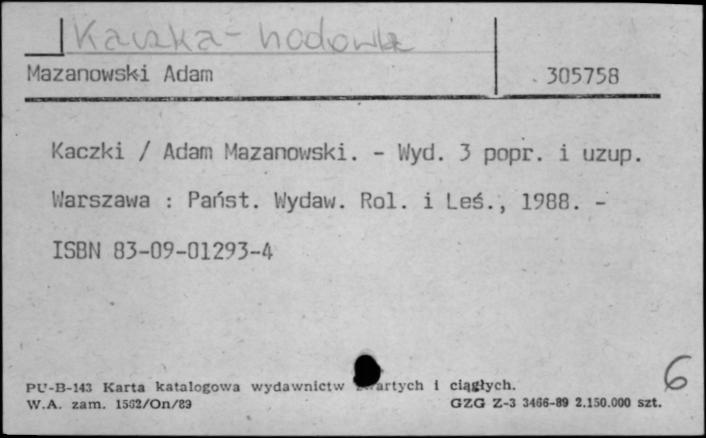 Kaczka - hodowla
Mazanowski Adam 305758
Kaczki / Adam Mazanowski. - Wyd. 3 popr. i uzup.
Warszawa : Państ. Wydaw. Rol. i Leś., 1988. -
ISBN 83-09-01293-4
6
PU-B-143 Karta katalogowa wydawnictw zwartych i ciągłych.
W.A. zam. 1562/On/89 GZG Z-3 3466-89 2.150.000 szt.